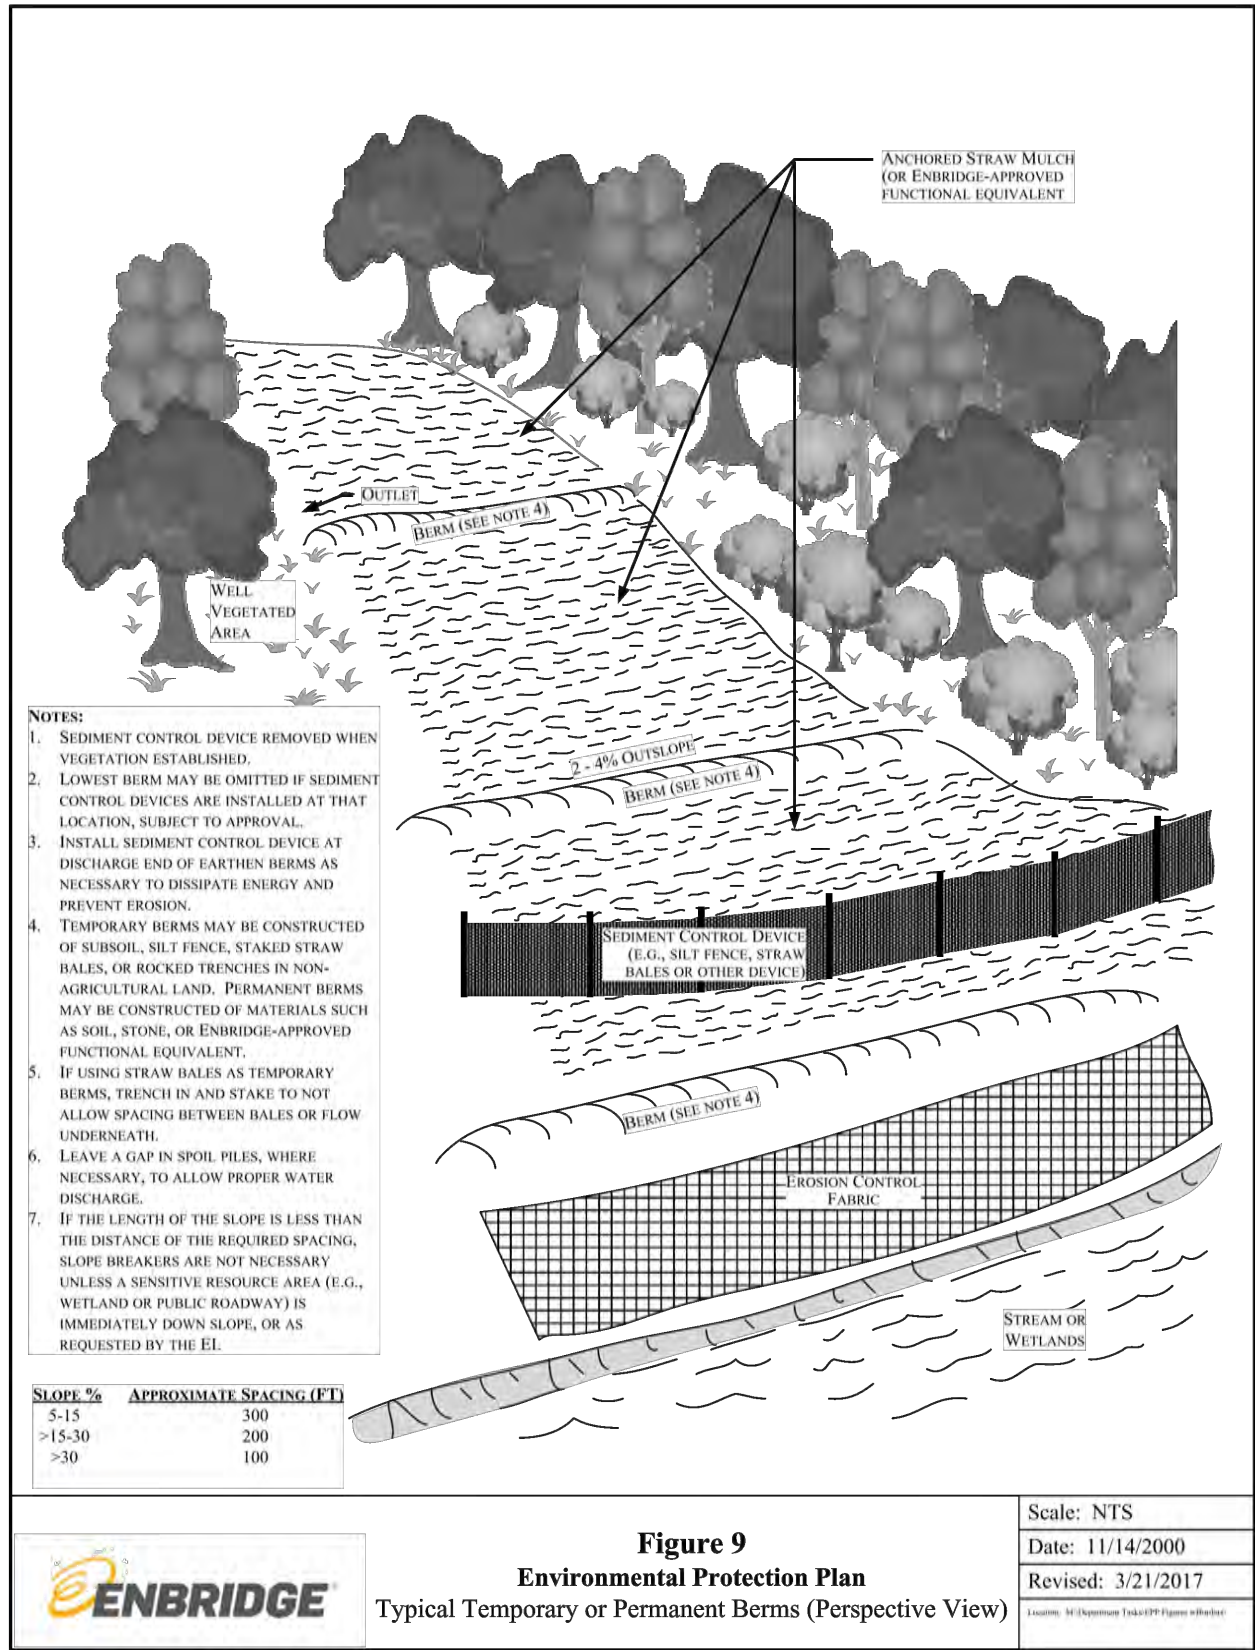 ANCHORED STRAW MULCH
(OR ENBRIDGE-APPROVED
FUNCTIONAL EQUIVALENT
OUTLET
BERM (SEE NOTE 4)
WELL
VEGETATED
AREA
2 - 4% OUTSLOPE
BERM (SEE NOTE 4)
SEDIMENT CONTROL DEVICE
(E.G., SILT FENCE, STRAW
BALES OR OTHER DEVICE)
BERM (SEE NOTE 4)
EROSION CONTROL
FABRIC
STREAM OR
WETLANDS
NOTES:
1. SEDIMENT CONTROL DEVICE REMOVED WHEN
VEGETATION ESTABLISHED.
2. LOWEST BERM MAY BE OMITTED IF SEDIMENT
CONTROL DEVICES ARE INSTALLED AT THAT
LOCATION, SUBJECT TO APPROVAL.
3. INSTALL SEDIMENT CONTROL DEVICE AT
DISCHARGE END OF EARTHEN BERMS AS
NECESSARY TO DISSIPATE ENERGY AND
PREVENT EROSION.
4. TEMPORARY BERMS MAY BE CONSTRUCTED
OF SUBSOIL, SILT FENCE, STAKED STRAW
BALES, OR ROCKED TRENCHES IN NON-
AGRICULTURAL LAND. PERMANENT BERMS
MAY BE CONSTRUCTED OF MATERIALS SUCH
AS SOIL, STONE, OR ENBRIDGE-APPROVED
FUNCTIONAL EQUIVALENT.
5. IF USING STRAW BALES AS TEMPORARY
BERMS, TRENCH IN AND STAKE TO NOT
ALLOW SPACING BETWEEN BALES OR FLOW
UNDERNEATH.
6. LEAVE A GAP IN SPOIL PILES, WHERE
NECESSARY, TO ALLOW PROPER WATER
DISCHARGE.
7. IF THE LENGTH OF THE SLOPE IS LESS THAN
THE DISTANCE OF THE REQUIRED SPACING,
SLOPE BREAKERS ARE NOT NECESSARY
UNLESS A SENSITIVE RESOURCE AREA (E.G.,
WETLAND OR PUBLIC ROADWAY) IS
IMMEDIATELY DOWN SLOPE, OR AS
REQUESTED BY THE EI.
SLOPE % APPROXIMATE SPACING (FT)
5-15 300
>15-30 200
>30 100
ENBRIDGE
Figure 9
Environmental Protection Plan
Typical Temporary or Permanent Berms (Perspective View)
Scale: NTS
Date: 11/14/2000
Revised: 3/21/2017